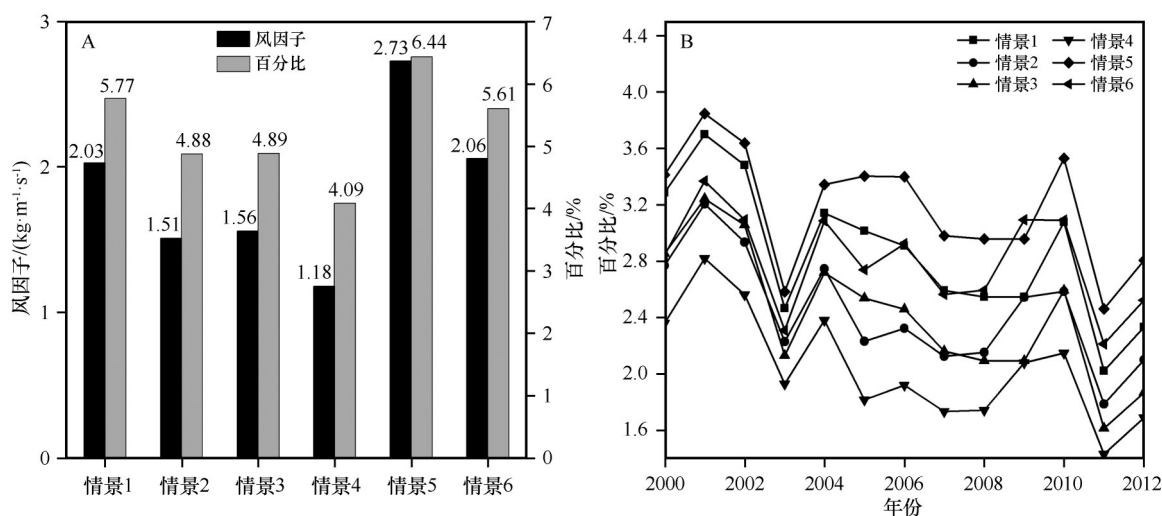 A
风因子
百分比
风因子/(kg·m⁻¹·s⁻¹)
3
2
1
0
5.77
2.03
4.88
1.51
4.89
1.56
4.09
1.18
2.73
6.44
2.06
5.61
7
6
5
4
3
2
1
0
百分比/%
情景1
情景2
情景3
情景4
情景5
情景6
B
情景1
情景4
情景2
情景5
情景3
情景6
百分比/%
4.4
4.0
3.6
3.2
2.8
2.4
2.0
1.6
2000
2002
2004
2006
2008
2010
2012
年份